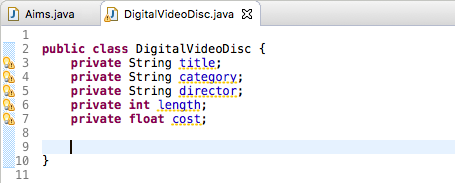 Aims.java DigitalVideoDisc.java
1
2 public class DigitalVideoDisc {
3 private String title;
4 private String category;
5 private String director;
6 private int length;
7 private float cost;
8
9
10 }
11